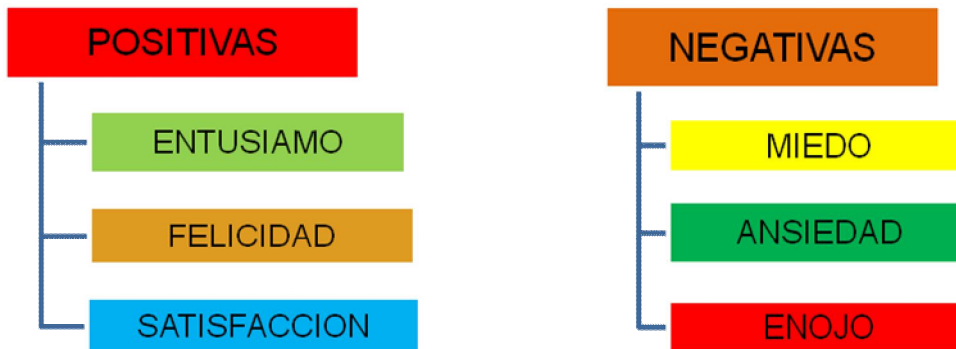 POSITIVAS
ENTUSIAMO
FELICIDAD
SATISFACCION
NEGATIVAS
MIEDO
ANSIEDAD
ENOJO